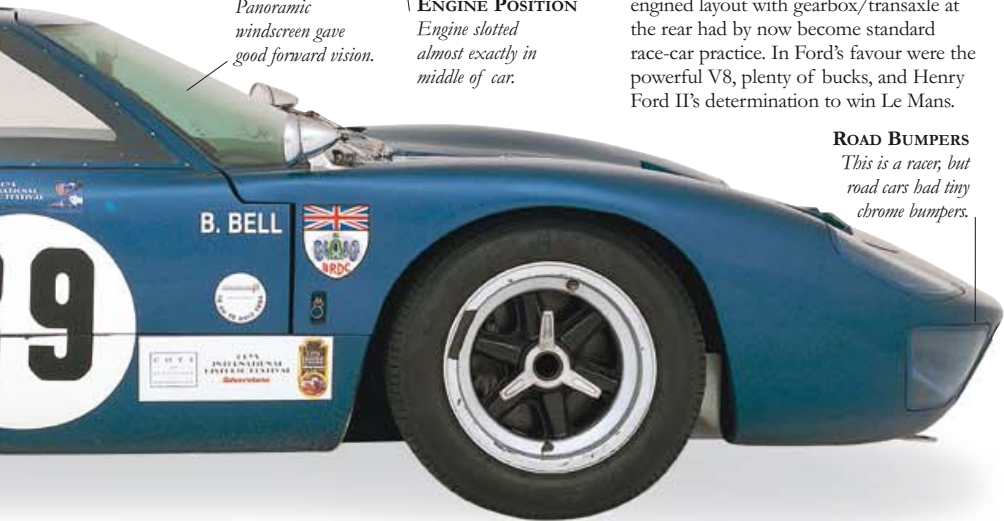 Panoramic
windscreen gave
good forward vision.
ENGINE POSITION
Engine slotted
almost exactly in
middle of car.
engined layout with gearbox/transaxle at
the rear had by now become standard
race-car practice. In Ford's favour were the
powerful V8, plenty of bucks, and Henry
Ford II's determination to win Le Mans.
ROAD BUMPERS
This is a racer, but
road cars had tiny
chrome bumpers.
B. BELL
BRDC
9
COYS
INTERNATIONAL
HISTORIC FESTIVAL
Silverstone